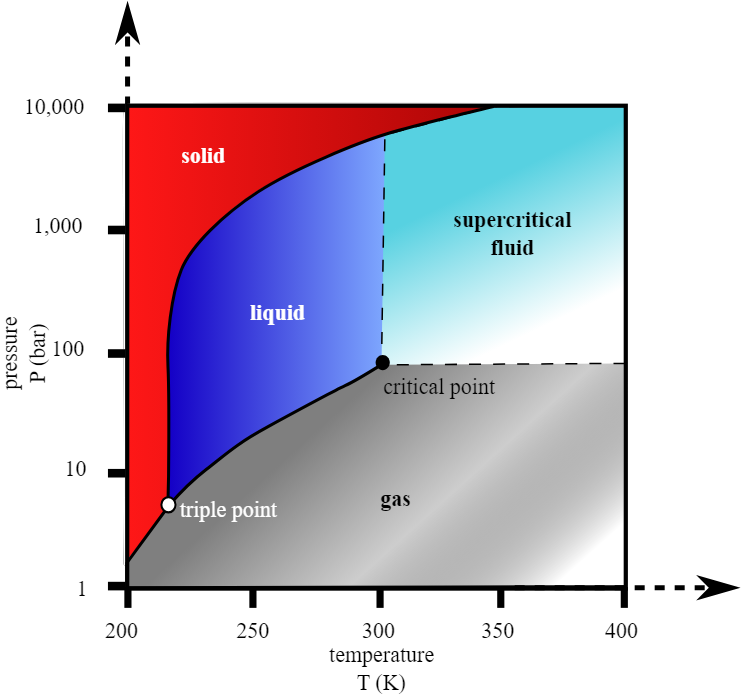 10,000
solid
1,000
supercritical
fluid
liquid
pressure
P (bar)
100
critical point
10
gas
triple point
1
200
250
300
350
400
temperature
T (K)